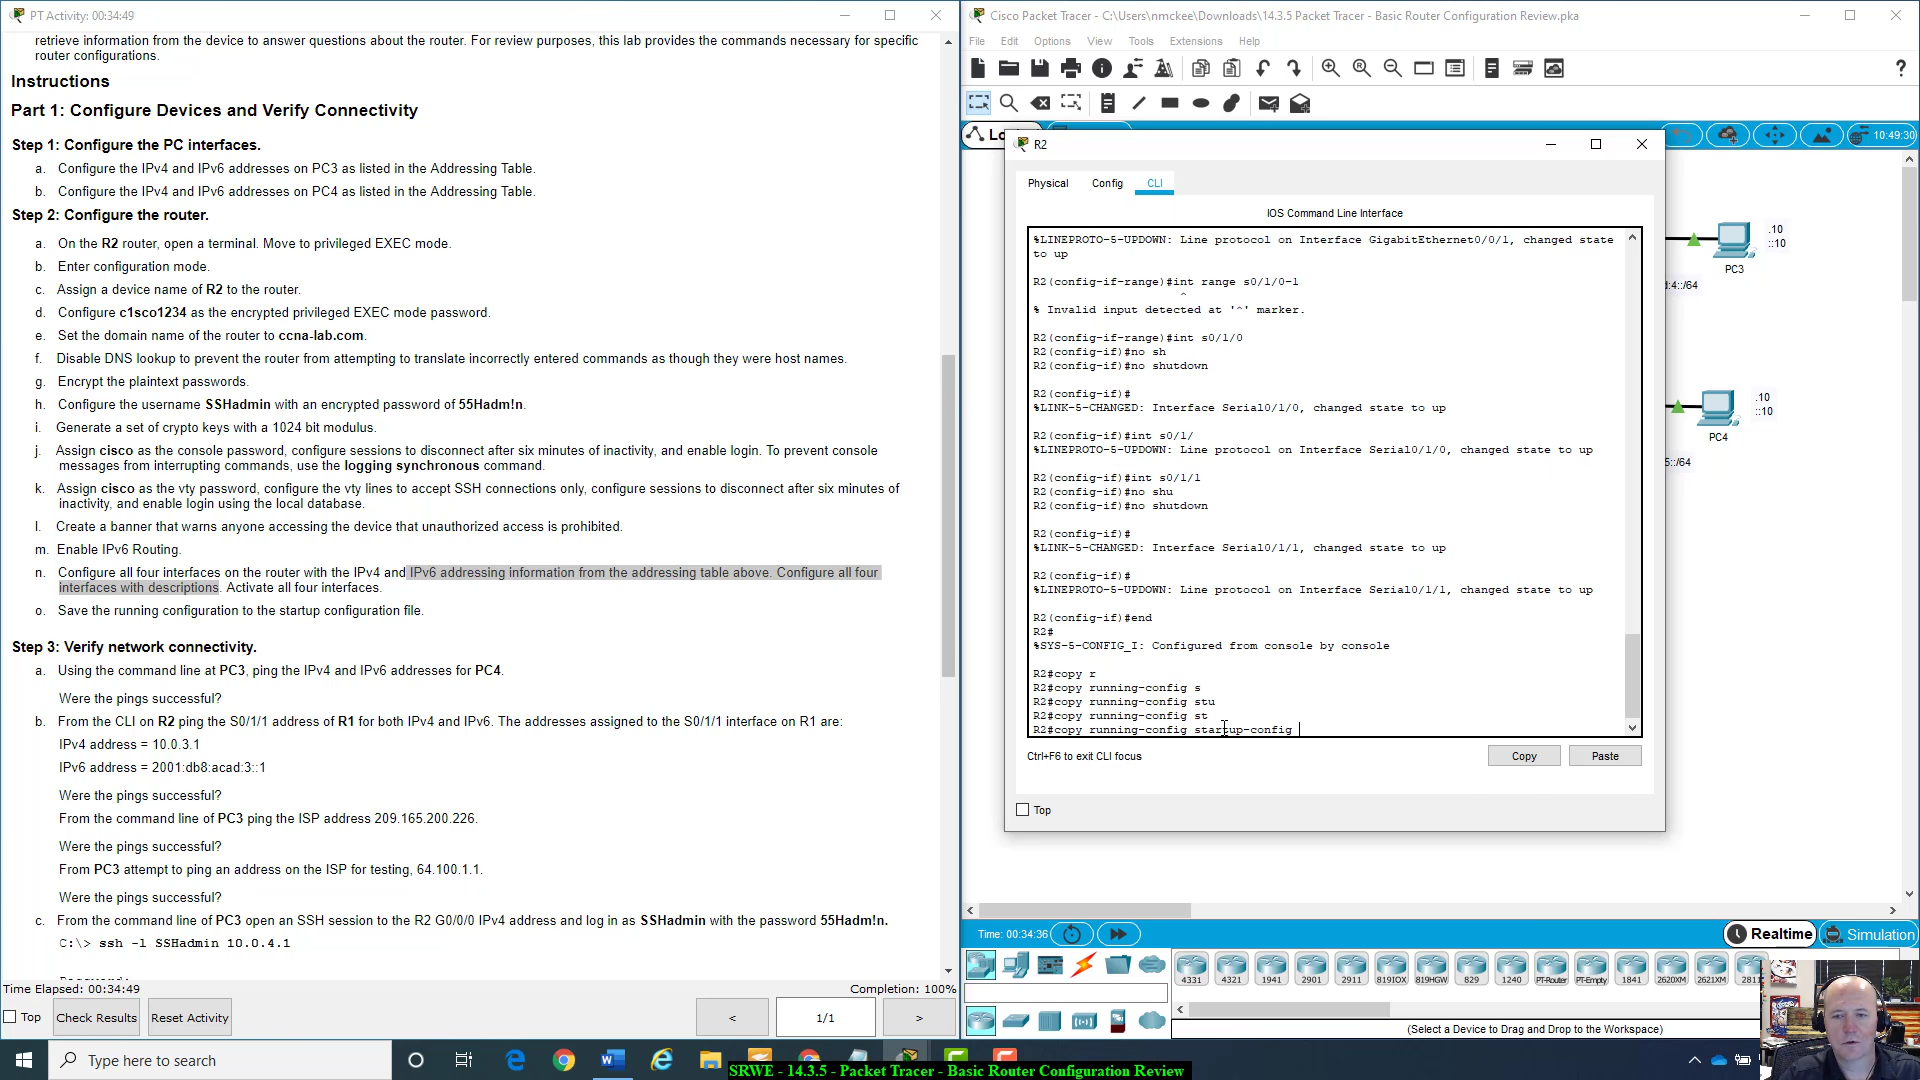 PT Activity: 00:34:49
retrieve information from the device to answer questions about the router. For review purposes, this lab provides the commands necessary for specific
router configurations.
Instructions
Part 1: Configure Devices and Verify Connectivity
Step 1: Configure the PC interfaces.
a. Configure the IPv4 and IPv6 addresses on PC3 as listed in the Addressing Table.
b. Configure the IPv4 and IPv6 addresses on PC4 as listed in the Addressing Table.
Step 2: Configure the router.
a. On the R2 router, open a terminal. Move to privileged EXEC mode.
b. Enter configuration mode.
c. Assign a device name of R2 to the router.
d. Configure c1sco1234 as the encrypted privileged EXEC mode password.
e. Set the domain name of the router to ccna-lab.com.
f. Disable DNS lookup to prevent the router from attempting to translate incorrectly entered commands as though they were host names.
g. Encrypt the plaintext passwords.
h. Configure the username SSHadmin with an encrypted password of 55Hadm!n.
i. Generate a set of crypto keys with a 1024 bit modulus.
j. Assign cisco as the console password, configure sessions to disconnect after six minutes of inactivity, and enable login. To prevent console
messages from interrupting commands, use the logging synchronous command.
k. Assign cisco as the vty password, configure the vty lines to accept SSH connections only, configure sessions to disconnect after six minutes of
inactivity, and enable login using the local database.
l. Create a banner that warns anyone accessing the device that unauthorized access is prohibited.
m. Enable IPv6 Routing.
n. Configure all four interfaces on the router with the IPv4 and IPv6 addressing information from the addressing table above. Configure all four
interfaces with descriptions. Activate all four interfaces.
o. Save the running configuration to the startup configuration file.
Step 3: Verify network connectivity.
a. Using the command line at PC3, ping the IPv4 and IPv6 addresses for PC4.
Were the pings successful?
b. From the CLI on R2 ping the S0/1/1 address of R1 for both IPv4 and IPv6. The addresses assigned to the S0/1/1 interface on R1 are:
IPv4 address = 10.0.3.1
IPv6 address = 2001:db8:acad:3::1
Were the pings successful?
From the command line of PC3 ping the ISP address 209.165.200.226.
Were the pings successful?
From PC3 attempt to ping an address on the ISP for testing, 64.100.1.1.
Were the pings successful?
c. From the command line of PC3 open an SSH session to the R2 G0/0/0 IPv4 address and log in as SSHadmin with the password 55Hadm!n.
C:\> ssh -l SSHadmin 10.0.4.1
Time Elapsed: 00:34:49
Completion: 100%
Top
Check Results
Reset Activity
<
1/1
>
Cisco Packet Tracer - C:\Users\nmckee\Downloads\14.3.5 Packet Tracer - Basic Router Configuration Review.pka
File Edit Options View Tools Extensions Help
?
10:49:30
R2
Physical Config CLI
IOS Command Line Interface
%LINEPROTO-5-UPDOWN: Line protocol on Interface GigabitEthernet0/0/1, changed state
to up
R2(config-if-range)#int range s0/1/0-1
^
% Invalid input detected at '^' marker.
R2(config-if-range)#int s0/1/0
R2(config-if)#no sh
R2(config-if)#no shutdown
R2(config-if)#
%LINK-5-CHANGED: Interface Serial0/1/0, changed state to up
R2(config-if)#int s0/1/
%LINEPROTO-5-UPDOWN: Line protocol on Interface Serial0/1/0, changed state to up
R2(config-if)#int s0/1/1
R2(config-if)#no shu
R2(config-if)#no shutdown
R2(config-if)#
%LINK-5-CHANGED: Interface Serial0/1/1, changed state to up
R2(config-if)#
%LINEPROTO-5-UPDOWN: Line protocol on Interface Serial0/1/1, changed state to up
R2(config-if)#end
R2#
%SYS-5-CONFIG_I: Configured from console by console
R2#copy r
R2#copy running-config s
R2#copy running-config stu
R2#copy running-config st
R2#copy running-config startup-config
Ctrl+F6 to exit CLI focus
Copy
Paste
Top
.10
::10
PC3
d:4::/64
.10
::10
PC4
::/64
Time: 00:34:36
Realtime
Simulation
4331 4321 1941 2901 2911 819IOX 819HGW 829 1240 PT-Router PT-Empty 1841 2620XM 2621XM 2811
(Select a Device to Drag and Drop to the Workspace)
Type here to search
SRWE - 14.3.5 - Packet Tracer - Basic Router Configuration Review